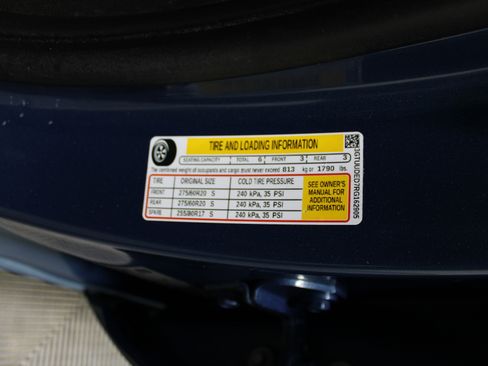 TIRE AND LOADING INFORMATION
SEATING CAPACITY TOTAL 6 FRONT 3 REAR 3
The combined weight of occupants and cargo must never exceed 813 kg or 1790 lbs.
TIRE ORIGINAL SIZE COLD TIRE PRESSURE
FRONT 275/60R20 S 240 kPa, 35 PSI
REAR 275/60R20 S 240 kPa, 35 PSI
SPARE 255/80R17 S 240 kPa, 35 PSI
SEE OWNER'S
MANUAL FOR
ADDITIONAL
INFORMATION
3GTUUDED7RG162905